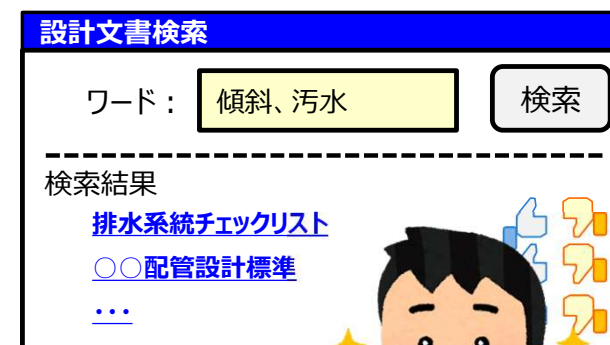 設計文書検索
ワード： 傾斜、汚水 検索
検索結果
排水系統チェックリスト
○○配管設計標準
・・・